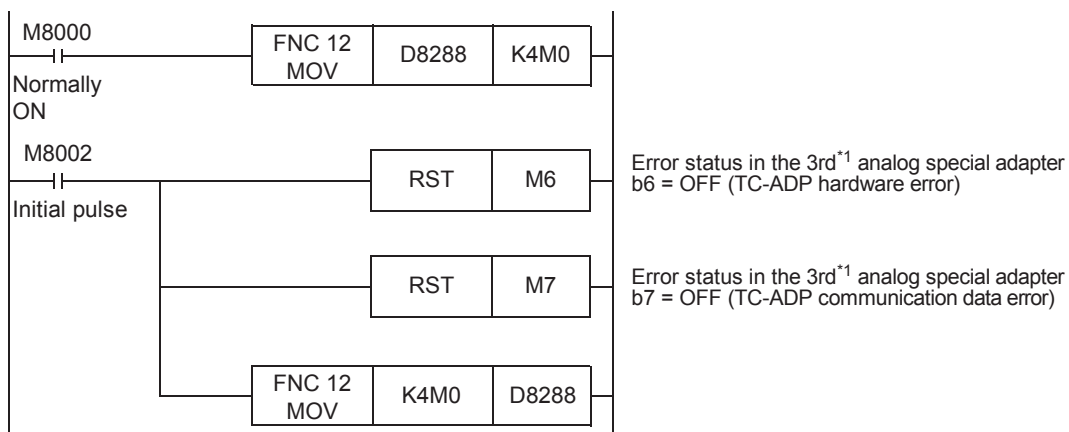 M8000
FNC 12
MOV
D8288
K4M0
Normally
ON
M8002
RST
M6
Error status in the 3rd*1 analog special adapter
b6 = OFF (TC-ADP hardware error)
Initial pulse
RST
M7
Error status in the 3rd*1 analog special adapter
b7 = OFF (TC-ADP communication data error)
FNC 12
MOV
K4M0
D8288